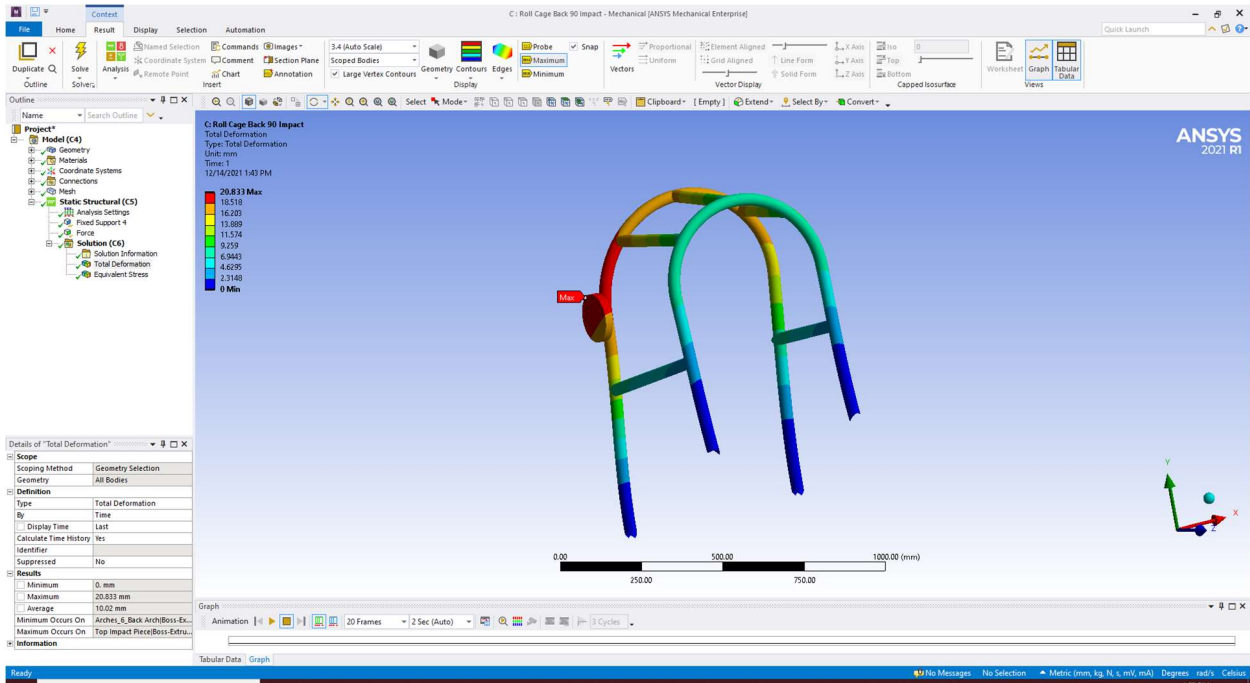 Context
C : Roll Cage Back 90 Impact - Mechanical [ANSYS Mechanical Enterprise]
File Home Result Display Selection Automation Quick Launch
Duplicate Q Solve Analysis Named Selection Coordinate System Remote Point Commands Comment Chart Images Section Plane Annotation
3.4 (Auto Scale) Scoped Bodies Large Vertex Contours Geometry Contours Edges Probe Maximum Minimum Snap
Vectors Proportional Uniform Element Aligned Grid Aligned Line Form Solid Form X Axis Y Axis Z Axis Iso 0 Top Bottom Worksheet Graph Tabular Data
Outline Solver Insert Display Vector Display Capped Isosurface Views
Outline
Select Mode Clipboard [ Empty ] Extend Select By Convert
Name Search Outline
Project*
Model (C4)
Geometry
Materials
Coordinate Systems
Connections
Mesh
Static Structural (C5)
Analysis Settings
Fixed Support 4
Force
Solution (C6)
Solution Information
Total Deformation
Equivalent Stress
C: Roll Cage Back 90 Impact
Total Deformation
Type: Total Deformation
Unit: mm
Time: 1
12/14/2021 1:43 PM
20.833 Max
18.518
16.203
13.889
11.574
9.259
6.9443
4.6295
2.3148
0 Min
ANSYS
2021 R1
Max
Y
X
Z
0.00 500.00 1000.00 (mm)
250.00 750.00
Details of "Total Deformation"
Scope
Scoping Method Geometry Selection
Geometry All Bodies
Definition
Type Total Deformation
By Time
Display Time Last
Calculate Time History Yes
Identifier
Suppressed No
Results
Minimum 0. mm
Maximum 20.833 mm
Average 10.02 mm
Minimum Occurs On Arches_6_Back Arch|Boss-Ex...
Maximum Occurs On Top Impact Piece|Boss-Extru...
Information
Graph
Animation 20 Frames 2 Sec (Auto) 3 Cycles
Tabular Data Graph
Ready No Messages No Selection Metric (mm, kg, N, s, mV, mA) Degrees rad/s Celsius